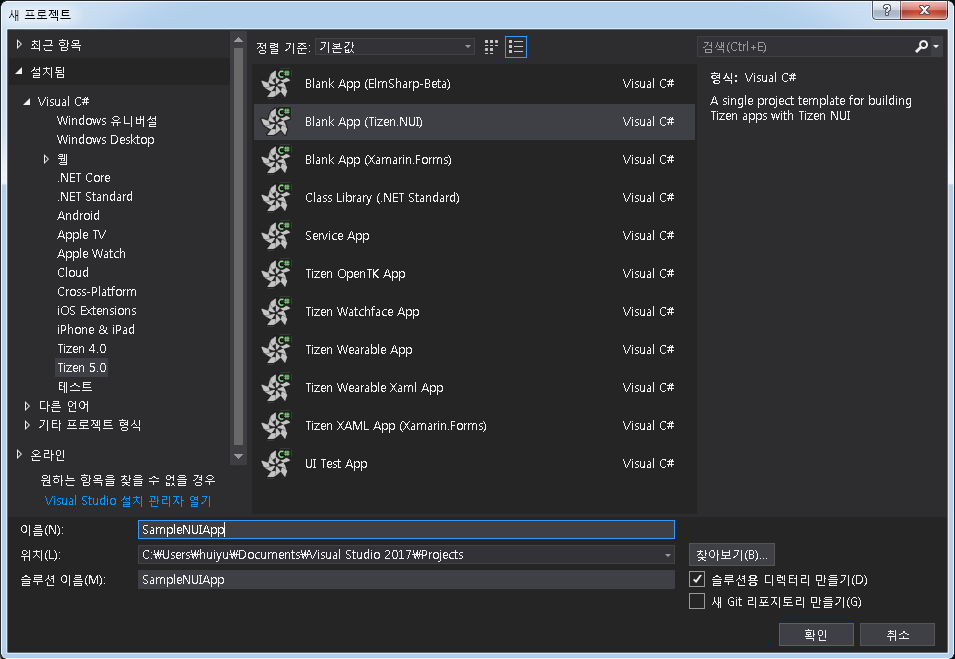 새 프로젝트
?
최근 항목
설치됨
Visual C#
Windows 유니버설
Windows Desktop
웹
.NET Core
.NET Standard
Android
Apple TV
Apple Watch
Cloud
Cross-Platform
iOS Extensions
iPhone & iPad
Tizen 4.0
Tizen 5.0
테스트
다른 언어
기타 프로젝트 형식
온라인
원하는 항목을 찾을 수 없을 경우
Visual Studio 설치 관리자 열기
정렬 기준: 기본값
Blank App (ElmSharp-Beta) Visual C#
Blank App (Tizen.NUI) Visual C#
Blank App (Xamarin.Forms) Visual C#
Class Library (.NET Standard) Visual C#
Service App Visual C#
Tizen OpenTK App Visual C#
Tizen Watchface App Visual C#
Tizen Wearable App Visual C#
Tizen Wearable Xaml App Visual C#
Tizen XAML App (Xamarin.Forms) Visual C#
UI Test App Visual C#
검색(Ctrl+E)
형식: Visual C#
A single project template for building
Tizen apps with Tizen NUI
이름(N): SampleNUIApp
위치(L): C:₩Users₩huiyu₩Documents₩Visual Studio 2017₩Projects 찾아보기(B)...
솔루션 이름(M): SampleNUIApp 솔루션용 디렉터리 만들기(D)
새 Git 리포지토리 만들기(G)
확인 취소